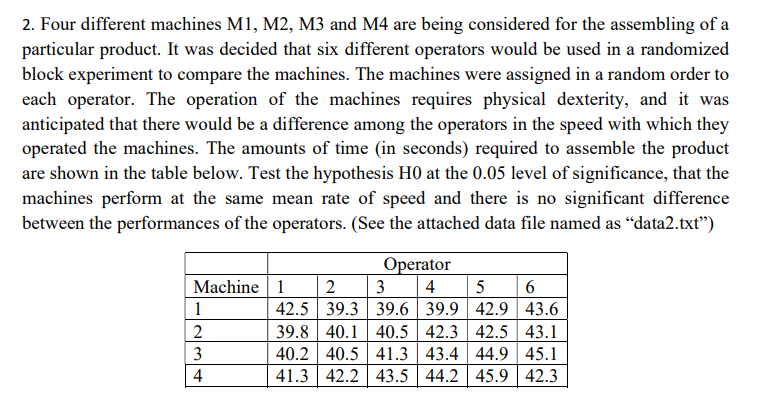 2. Four different machines M1, M2, M3 and M4 are being considered for the assembling of a
particular product. It was decided that six different operators would be used in a randomized
block experiment to compare the machines. The machines were assigned in a random order to
each operator. The operation of the machines requires physical dexterity, and it was
anticipated that there would be a difference among the operators in the speed with which they
operated the machines. The amounts of time (in seconds) required to assemble the product
are shown in the table below. Test the hypothesis H0 at the 0.05 level of significance, that the
machines perform at the same mean rate of speed and there is no significant difference
between the performances of the operators. (See the attached data file named as “data2.txt”)
Operator
Machine 1 2 3 4 5 6
1 42.5 39.3 39.6 39.9 42.9 43.6
2 39.8 40.1 40.5 42.3 42.5 43.1
3 40.2 40.5 41.3 43.4 44.9 45.1
4 41.3 42.2 43.5 44.2 45.9 42.3